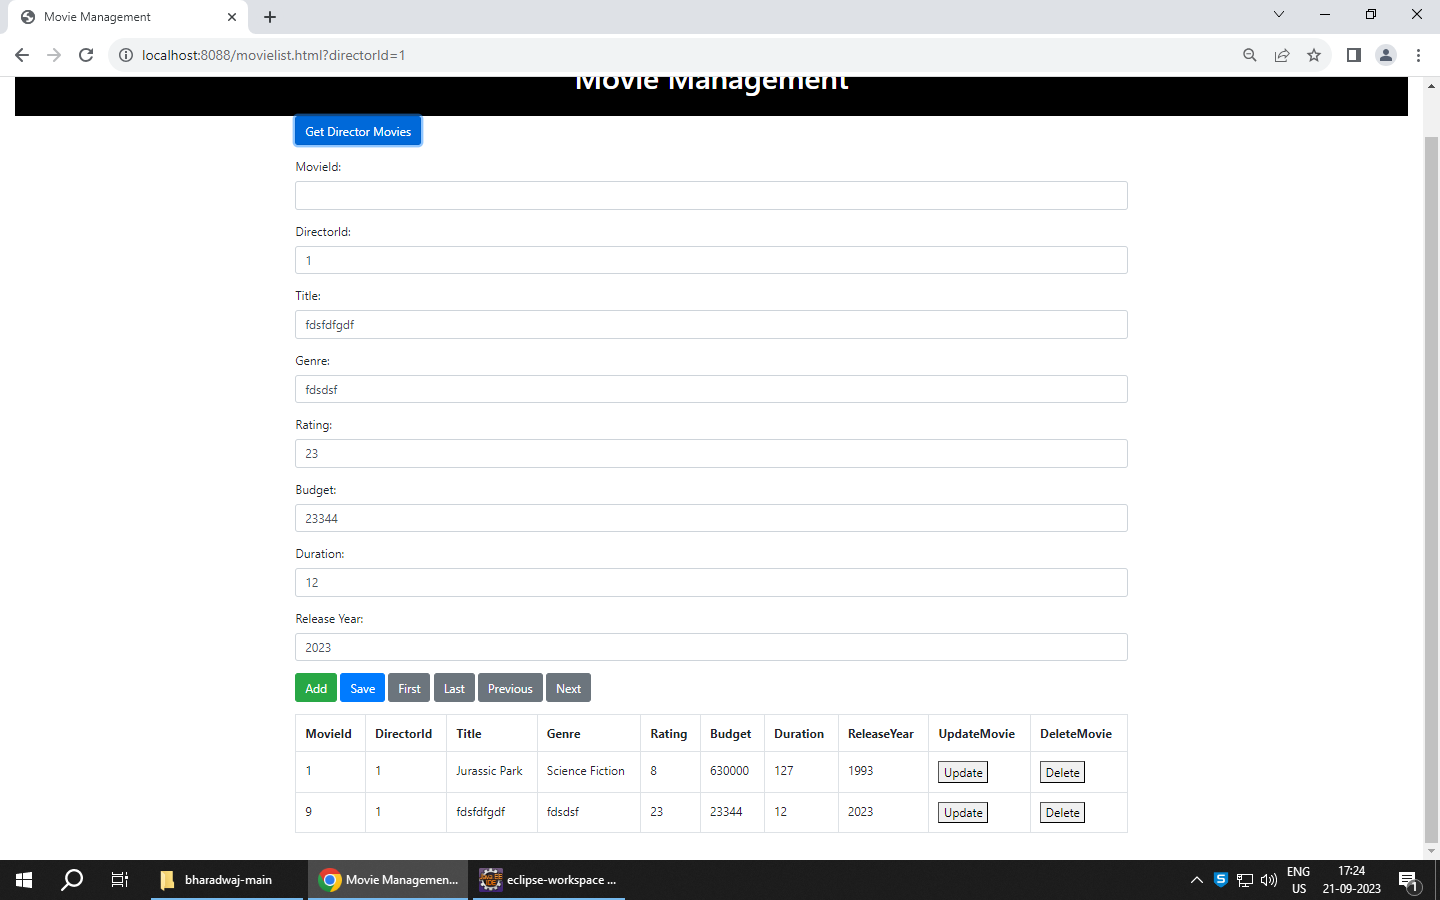 Movie Management
localhost:8088/movielist.html?directorId=1
Movie Management
Get Director Movies
MovieId:
DirectorId:
1
Title:
fdsfdfgdf
Genre:
fdsdsf
Rating:
23
Budget:
23344
Duration:
12
Release Year:
2023
Add Save First Last Previous Next
MovieId DirectorId Title Genre Rating Budget Duration ReleaseYear UpdateMovie DeleteMovie
1 1 Jurassic Park Science Fiction 8 630000 127 1993 Update Delete
9 1 fdsfdfgdf fdsdsf 23 23344 12 2023 Update Delete
bharadwaj-main Movie Managemen... eclipse-workspace ... ENG 17:24
US 21-09-2023 1